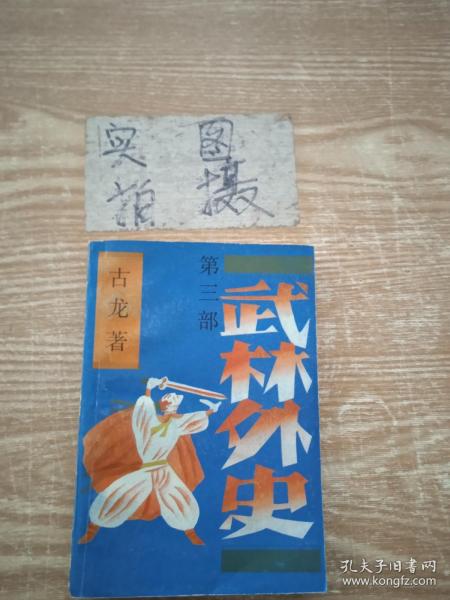 实图
拍摄
古龙著
第三部
武林外史
孔夫子旧书网
www.kongfz.com